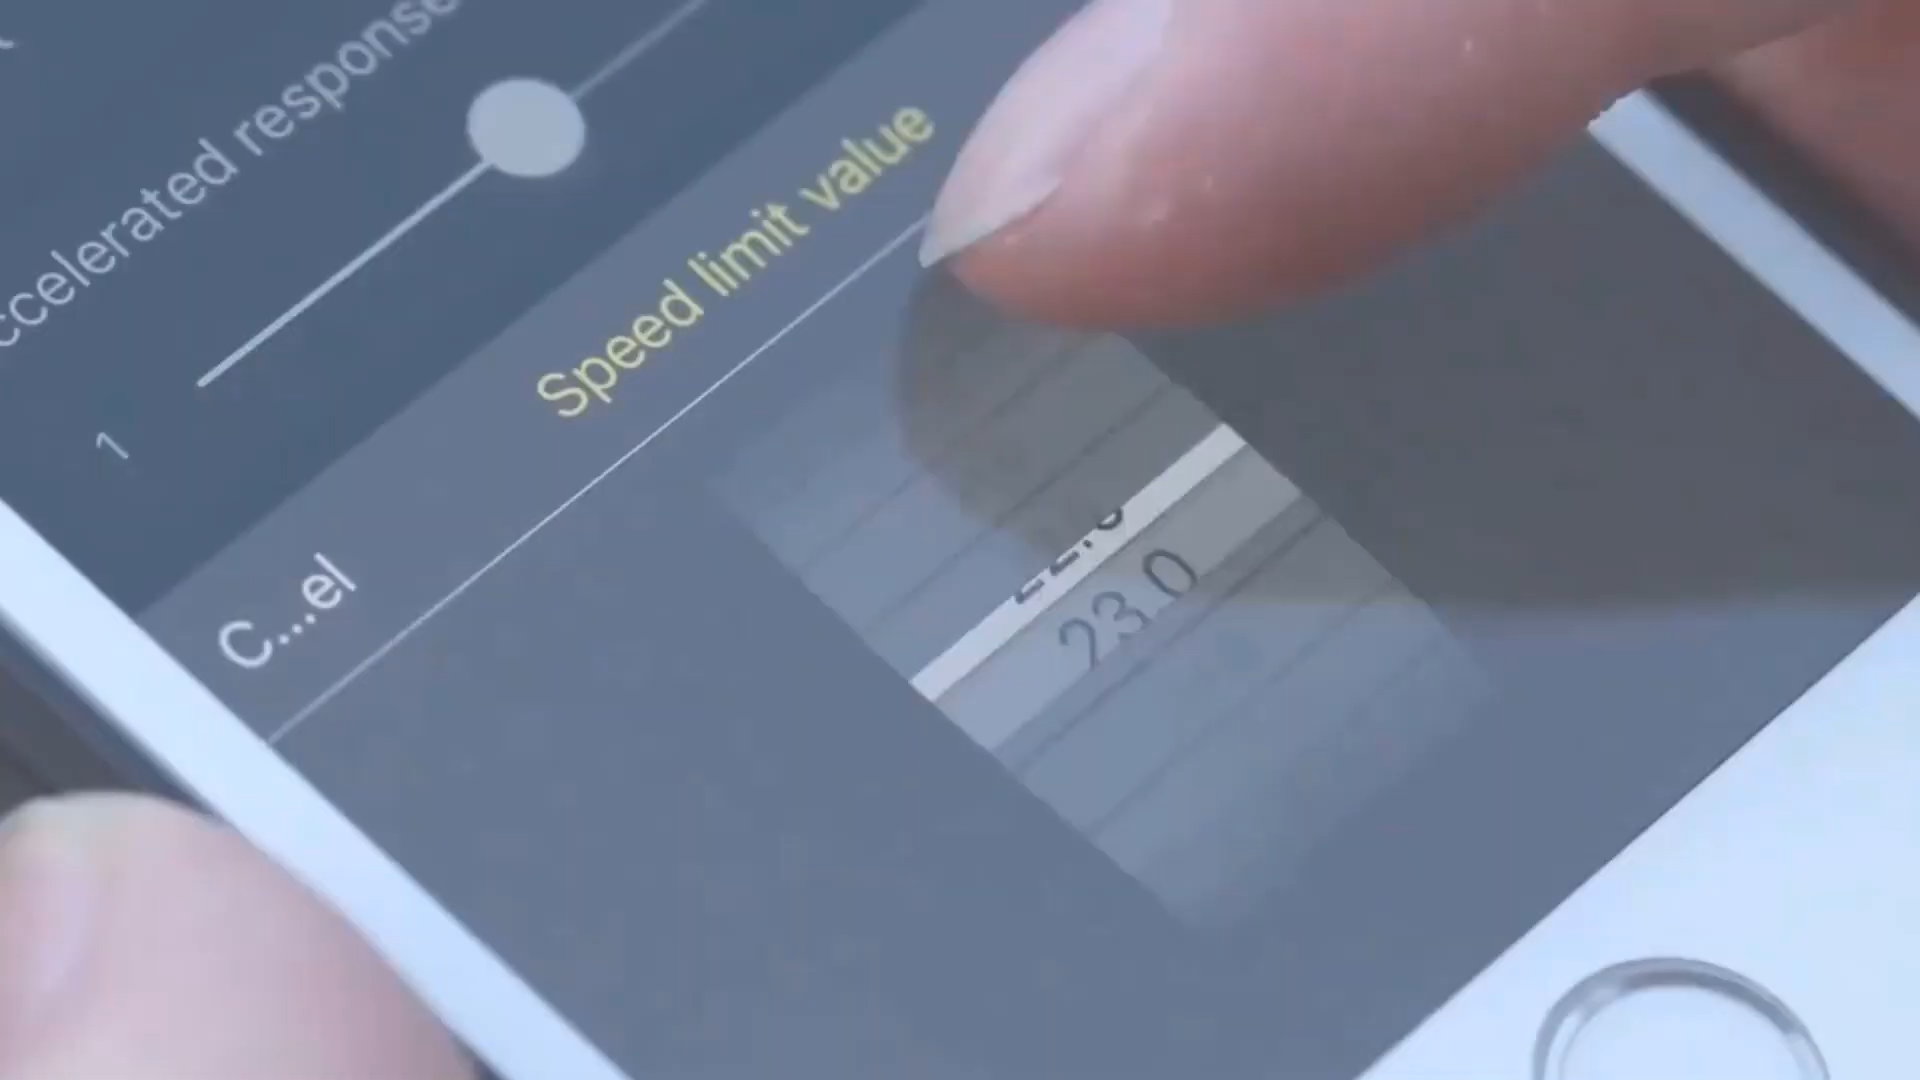 ccelerated response
1
Speed limit value
C...el
23.0